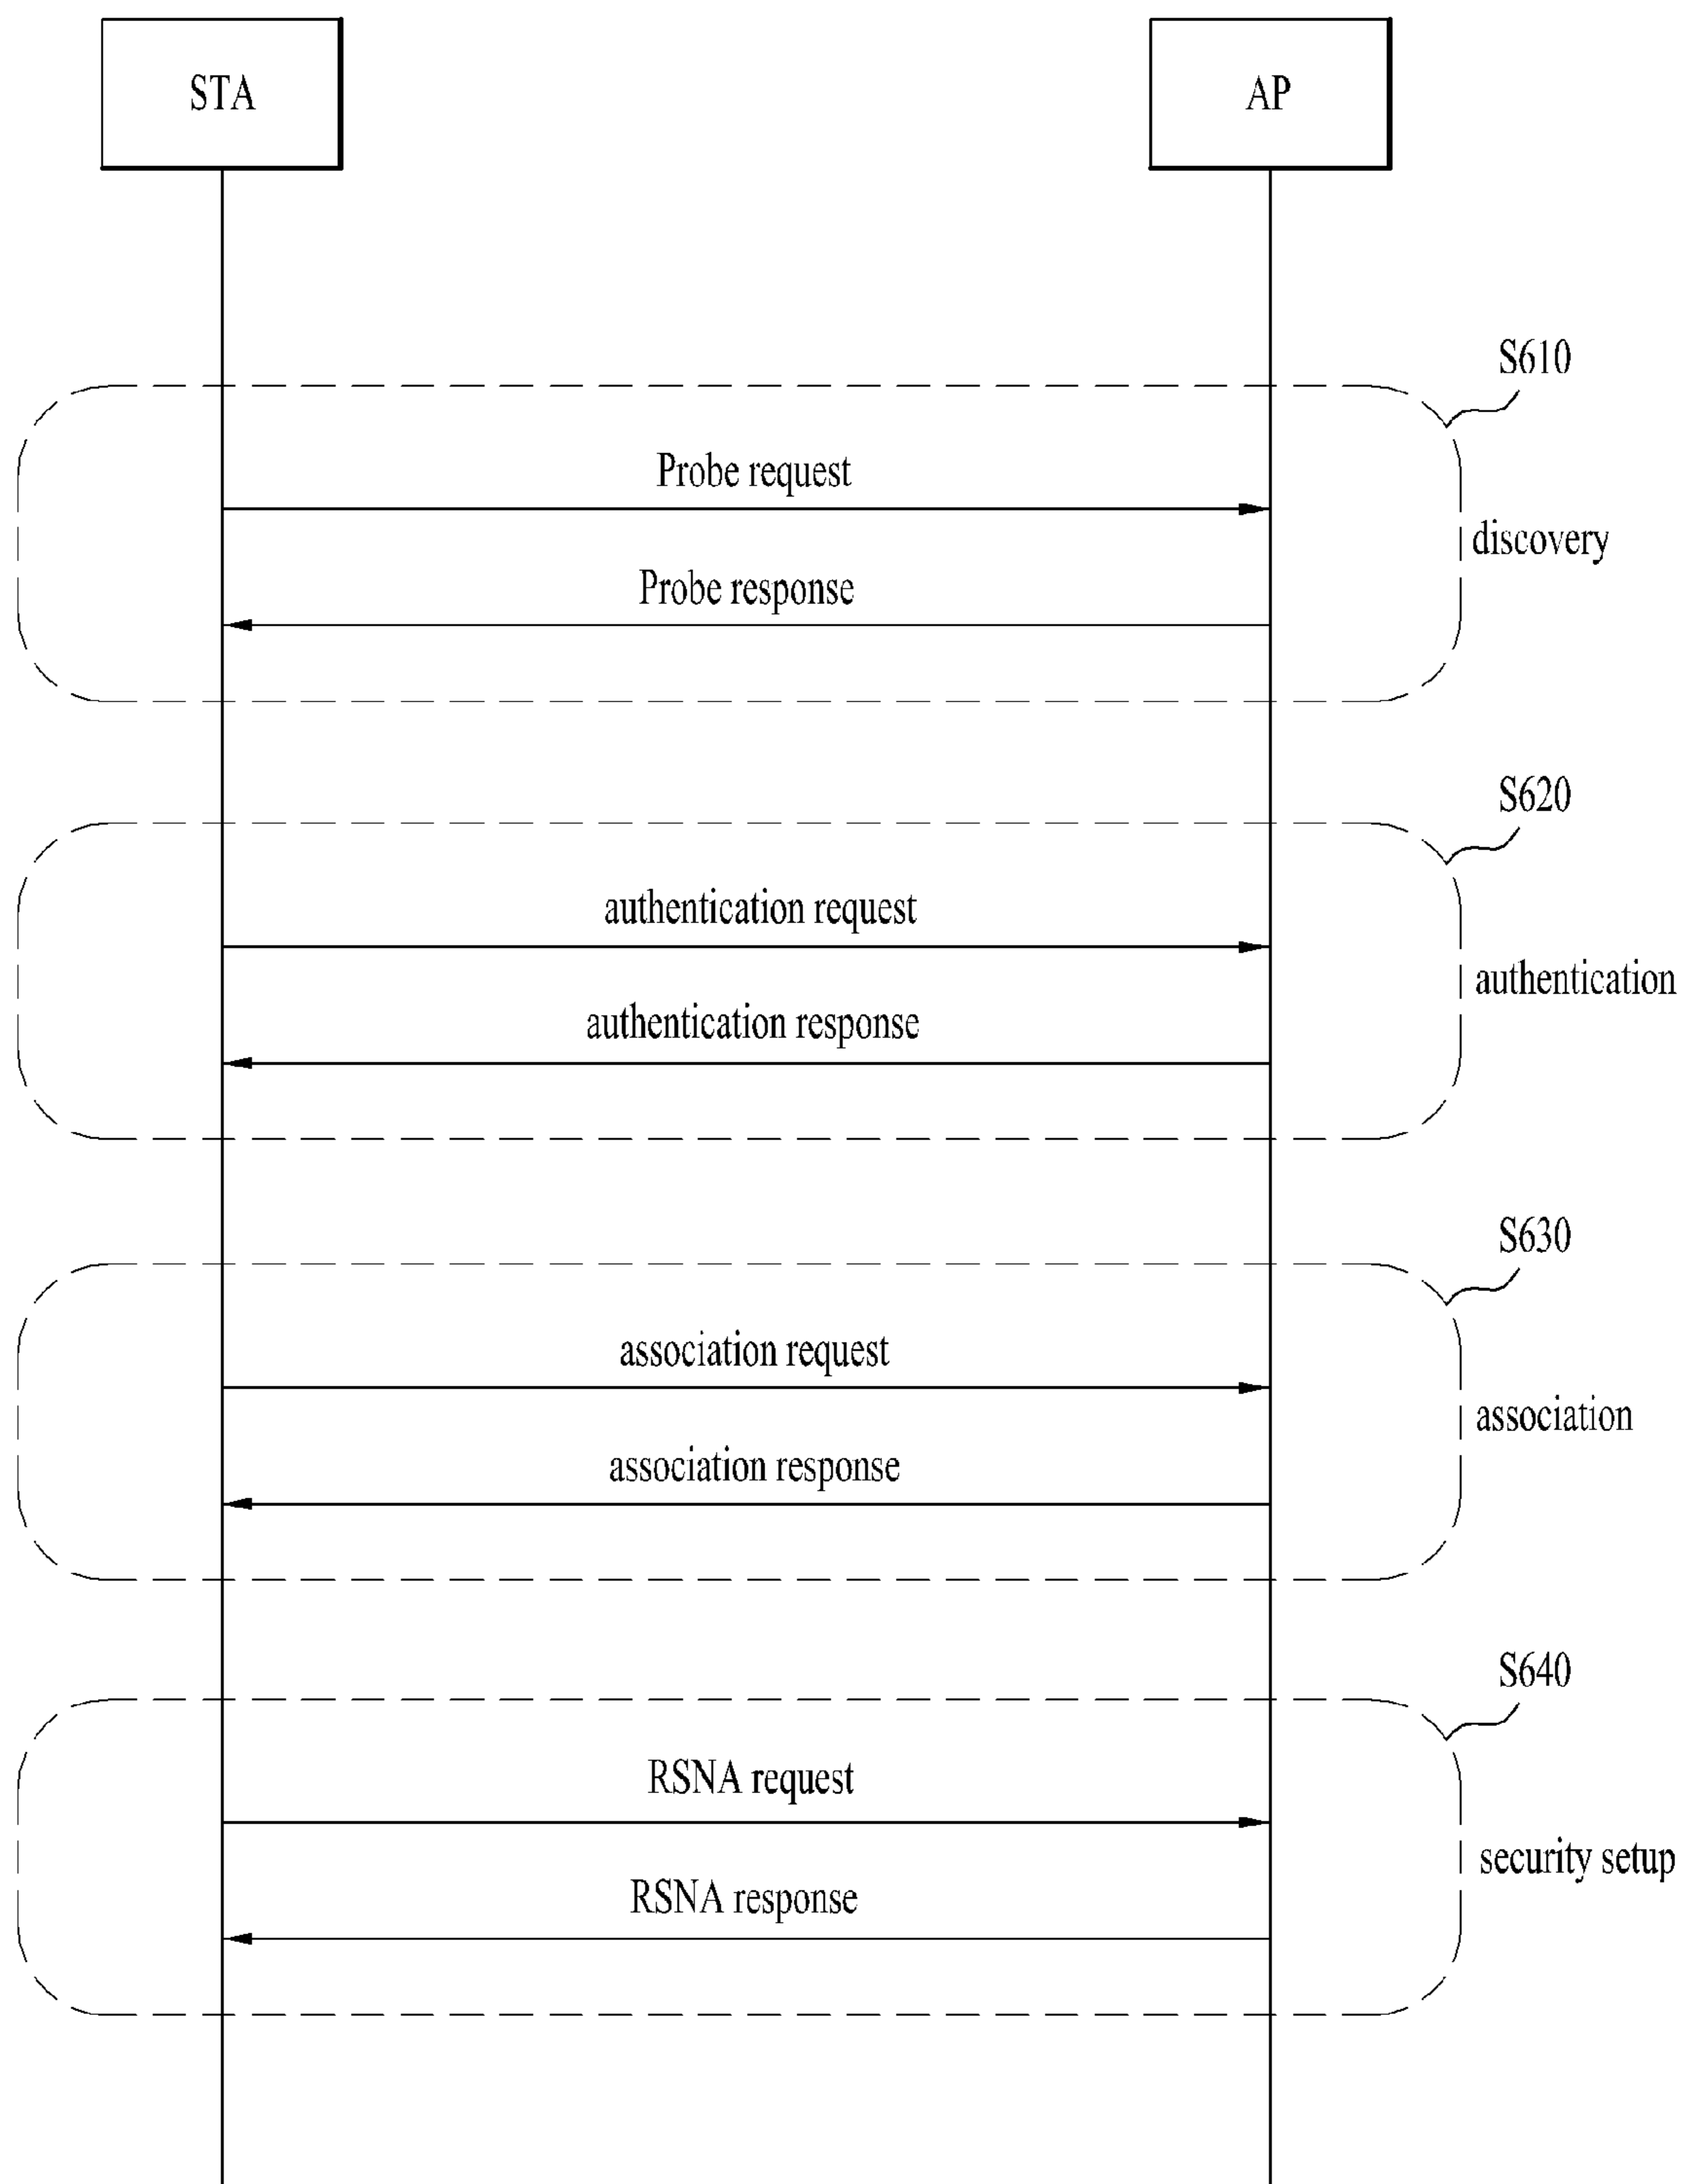 STA
AP
S610
Probe request
discovery
Probe response
S620
authentication request
authentication
authentication response
S630
association request
association
association response
S640
RSNA request
security setup
RSNA response